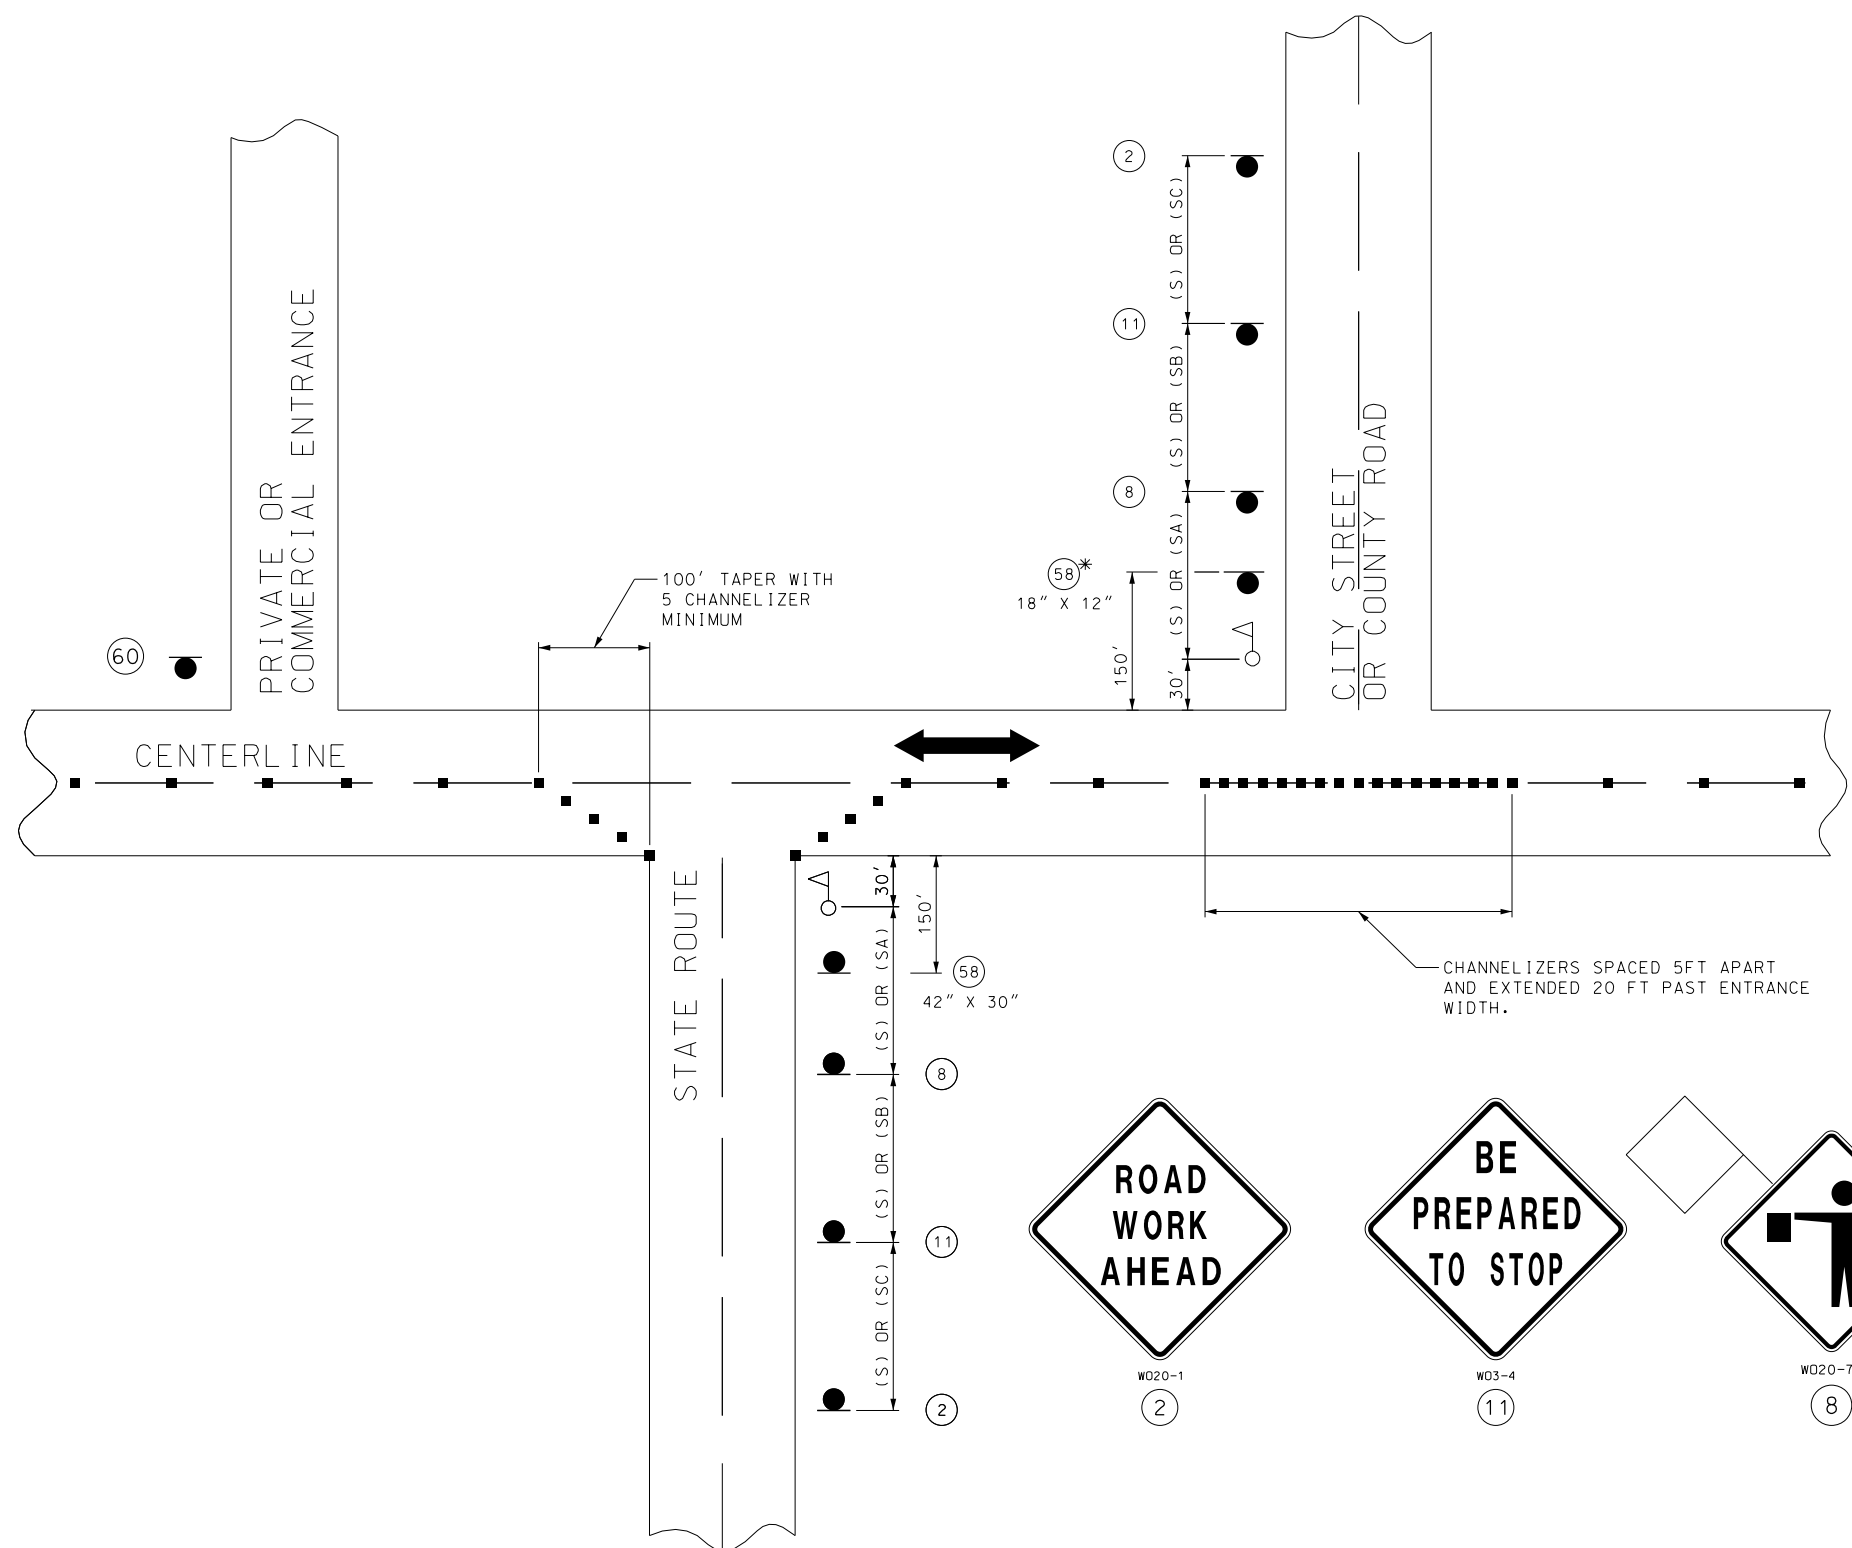 2
(S) OR (SC)
11
(S) OR (SB)
8
(S) OR (SA)
58*
18" X 12"
150'
30'
CITY STREET
OR COUNTY ROAD
PRIVATE OR
COMMERCIAL ENTRANCE
100' TAPER WITH
5 CHANNELIZER
MINIMUM
60
CENTERLINE
STATE ROUTE
30'
150'
(S) OR (SA)
58
42" X 30"
8
(S) OR (SB)
11
(S) OR (SC)
2
CHANNELIZERS SPACED 5FT APART
AND EXTENDED 20 FT PAST ENTRANCE
WIDTH.
ROAD
WORK
AHEAD
WO20-1
2
BE
PREPARED
TO STOP
WO3-4
11
WO20-7
8